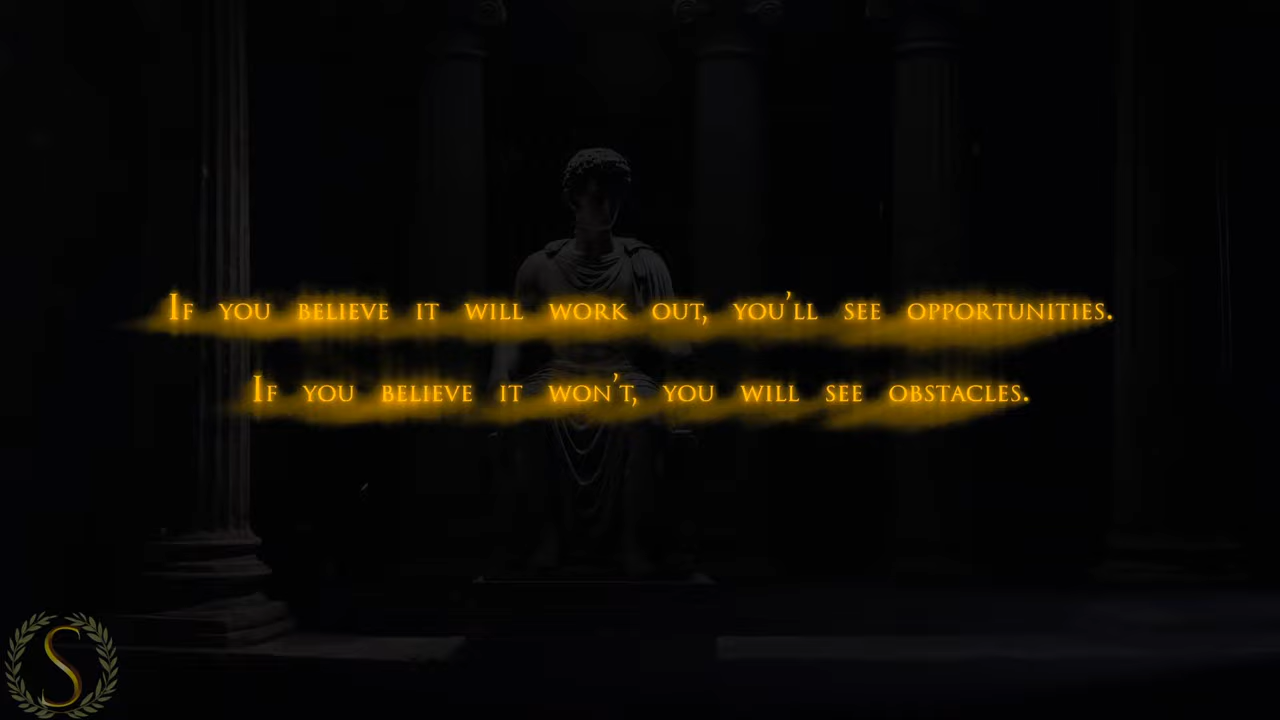 If you believe it will work out, you'll see opportunities.
If you believe it won't, you will see obstacles.
S